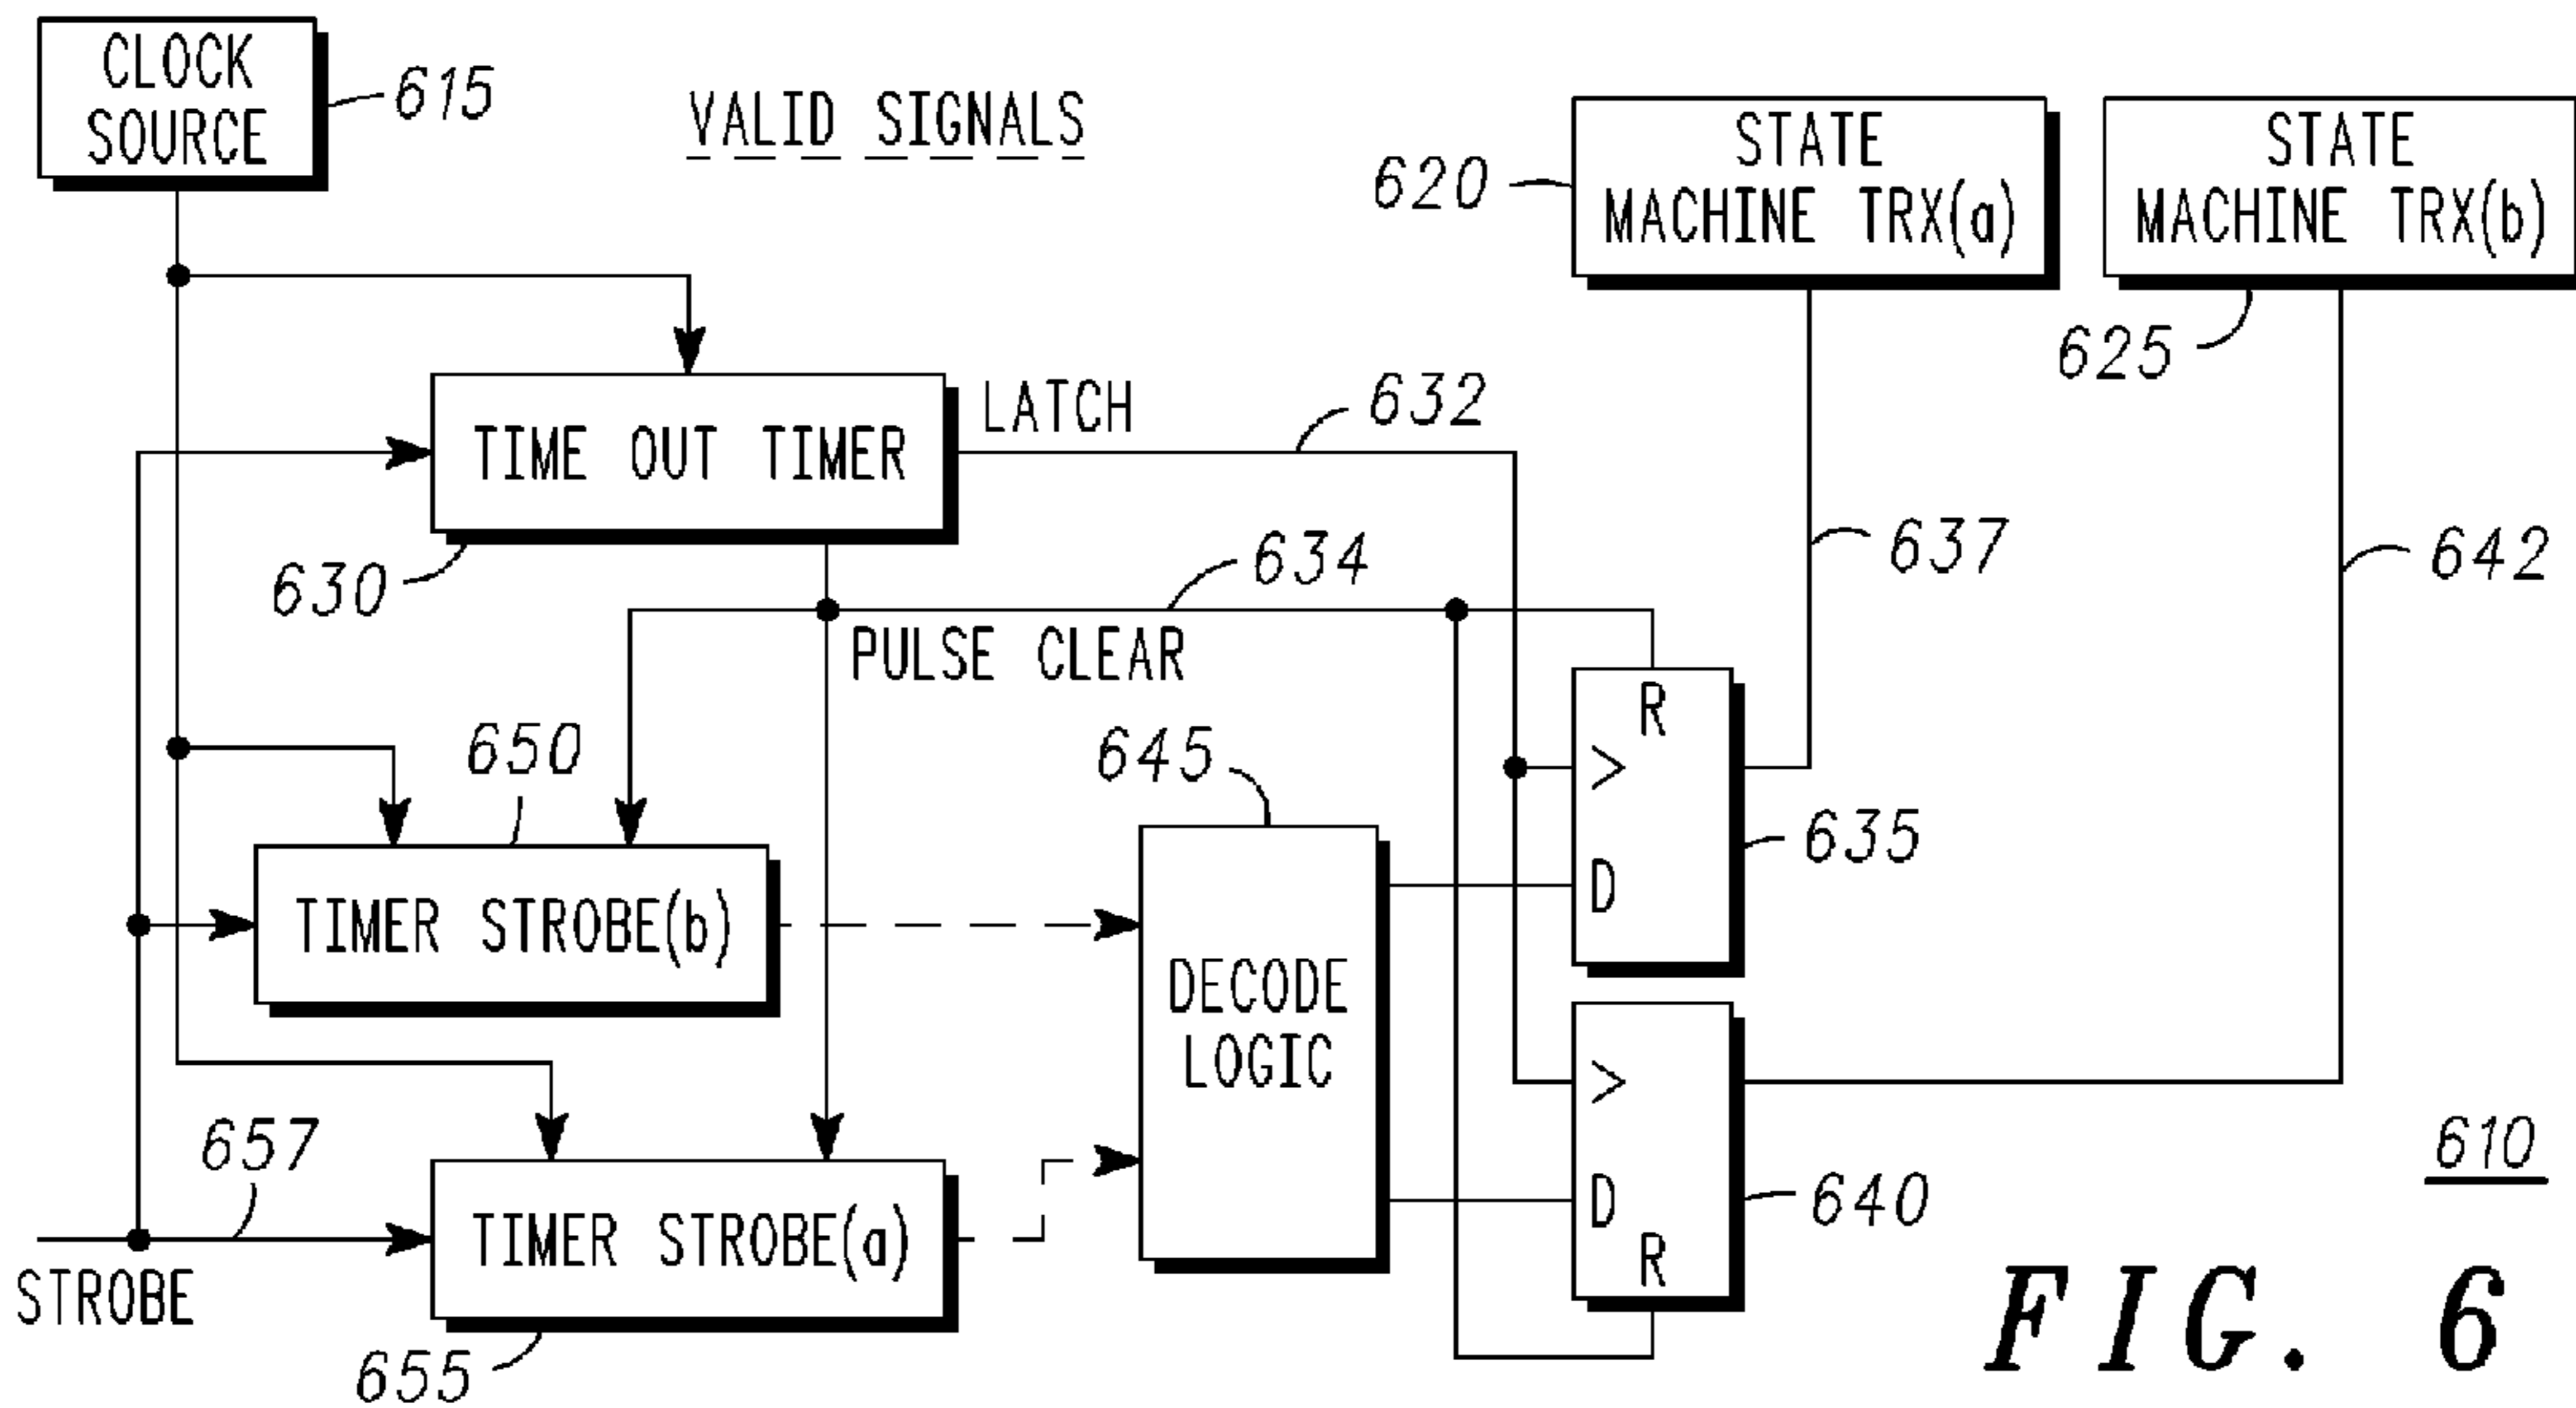 CLOCK
SOURCE
615
VALID SIGNALS
620
STATE
MACHINE TRX(a)
STATE
MACHINE TRX(b)
625
TIME OUT TIMER
630
LATCH
632
634
PULSE CLEAR
637
642
650
TIMER STROBE(b)
645
DECODE
LOGIC
R
>
D
635
>
D
R
640
657
STROBE
TIMER STROBE(a)
655
610
FIG. 6